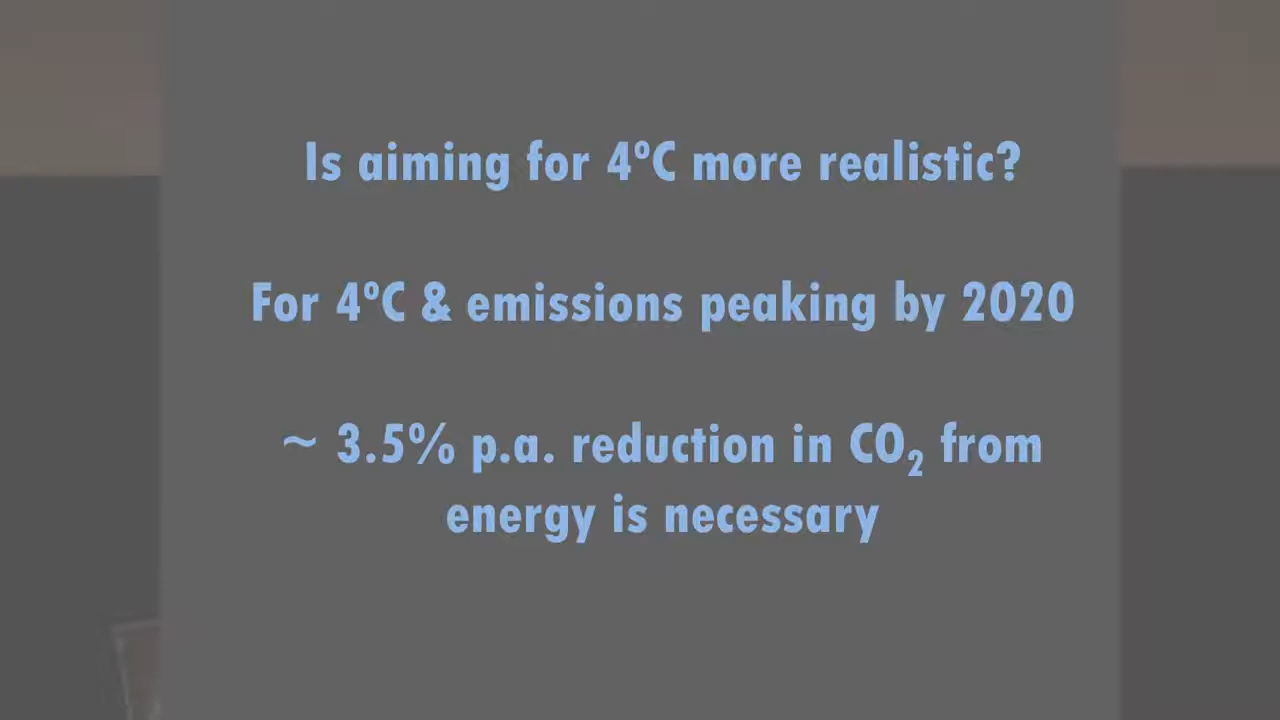 Is aiming for 4ºC more realistic?
For 4ºC & emissions peaking by 2020
~ 3.5% p.a. reduction in CO₂ from
energy is necessary